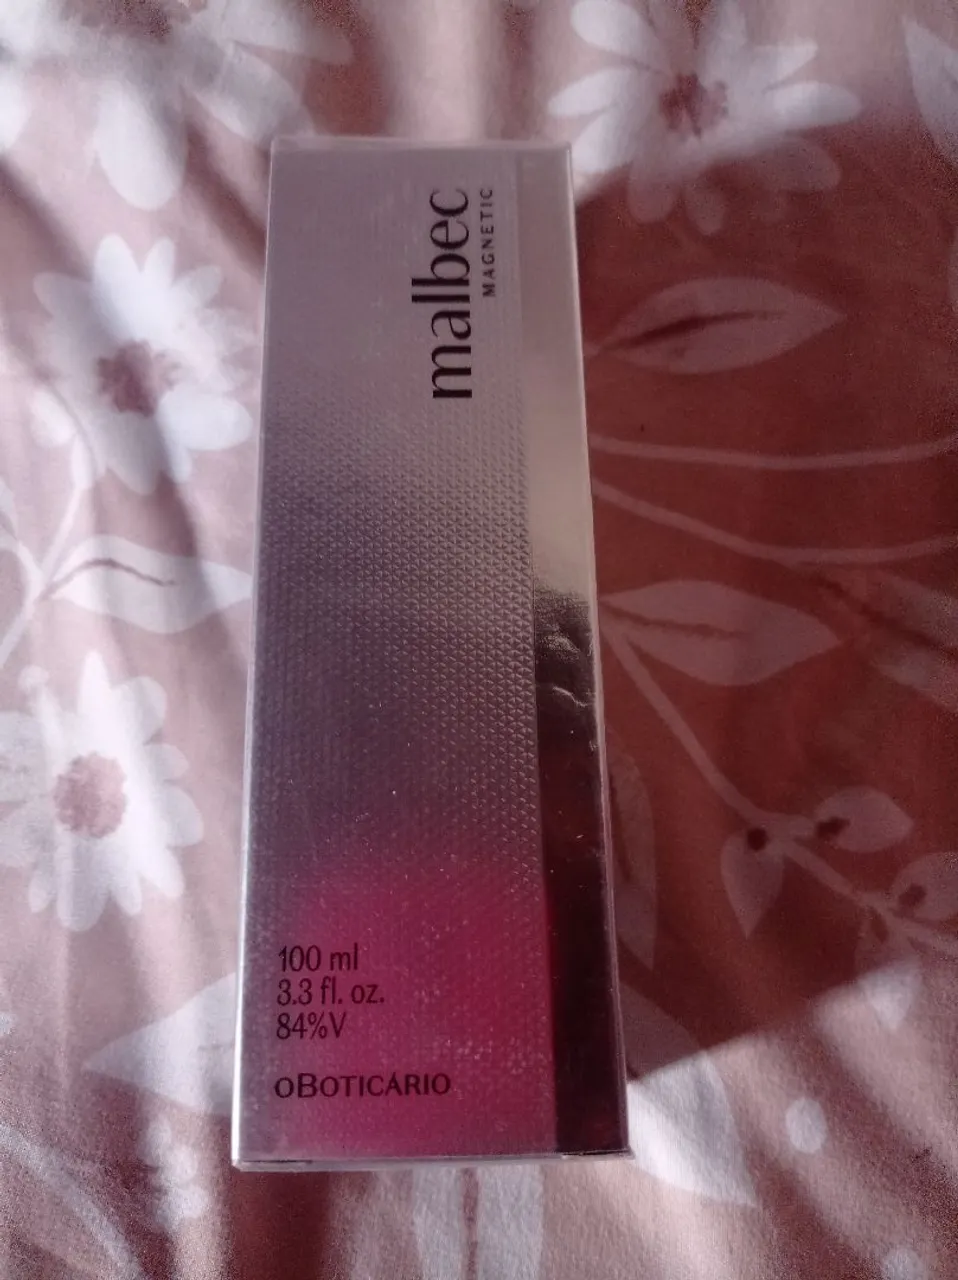 malbec
MAGNETIC
100 ml
3.3 fl. oz.
84%V
oBOTICÁRIO